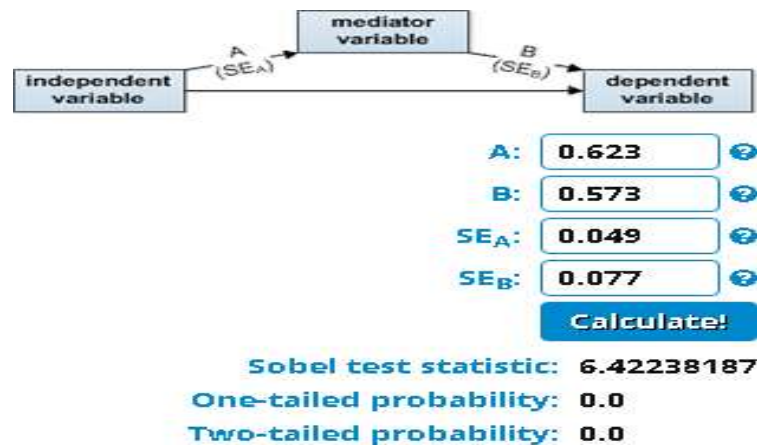 mediator
variable
A
(SEA)
B
(SEB)
independent
variable
dependent
variable
A: 0.623 ?
B: 0.573 ?
SEA: 0.049 ?
SEB: 0.077 ?
Calculate!
Sobel test statistic: 6.42238187
One-tailed probability: 0.0
Two-tailed probability: 0.0